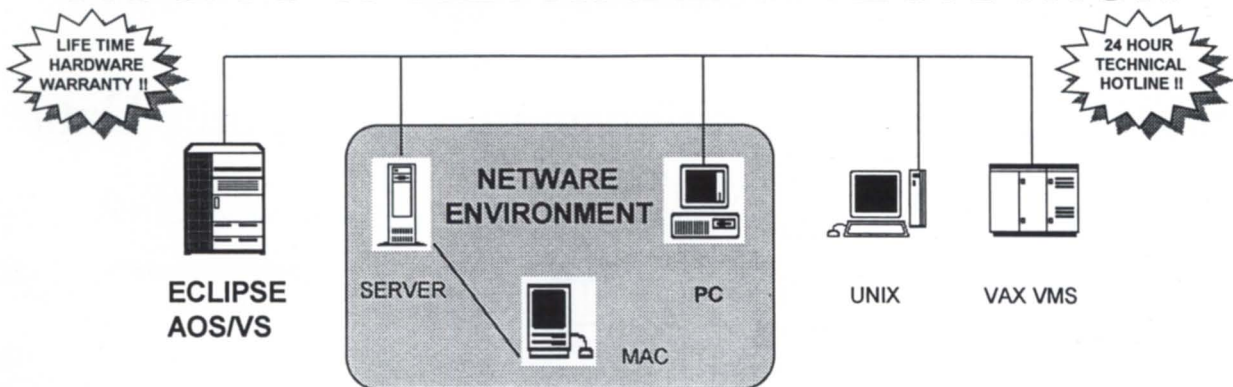 LIFE TIME
HARDWARE
WARRANTY !!
24 HOUR
TECHNICAL
HOTLINE !!
NETWARE
ENVIRONMENT
ECLIPSE
AOS/VS
SERVER
PC
UNIX
VAX VMS
MAC